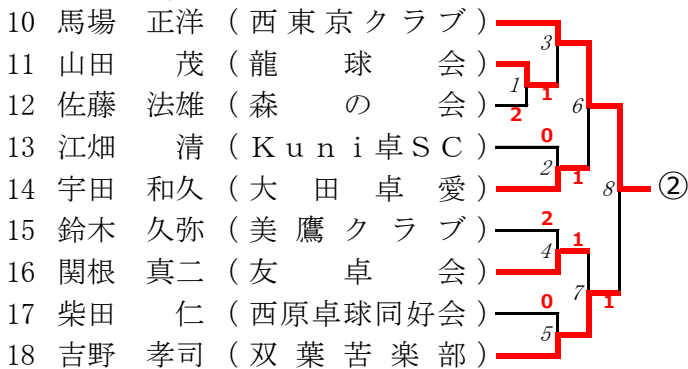 10 馬場 正洋 (西東京クラブ)
11 山田 茂 (龍球会)
12 佐藤 法雄 (森の会)
13 江畑 清 (Kuni卓SC)
14 宇田 和久 (大田卓愛)
15 鈴木 久弥 (美鷹クラブ)
16 関根 真二 (友卓会)
17 柴田 仁 (西原卓球同好会)
18 吉野 孝司 (双葉苦楽部)
3
1
1
2
6
0
2
1
8
②
2
4
1
7
1
0
5